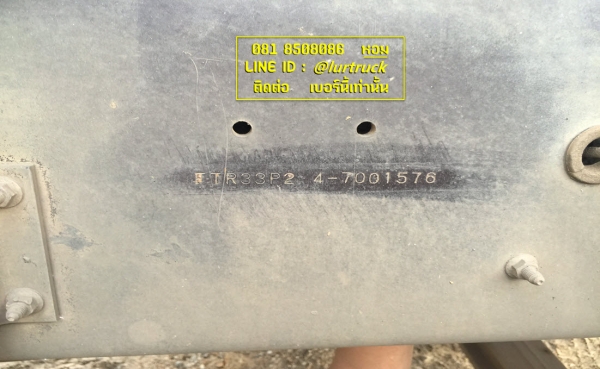 081 8508086 หอม
LINE ID : @lurtruck
ติดต่อ เบอร์นี้เท่านั้น
FTR33P2 4-7001576